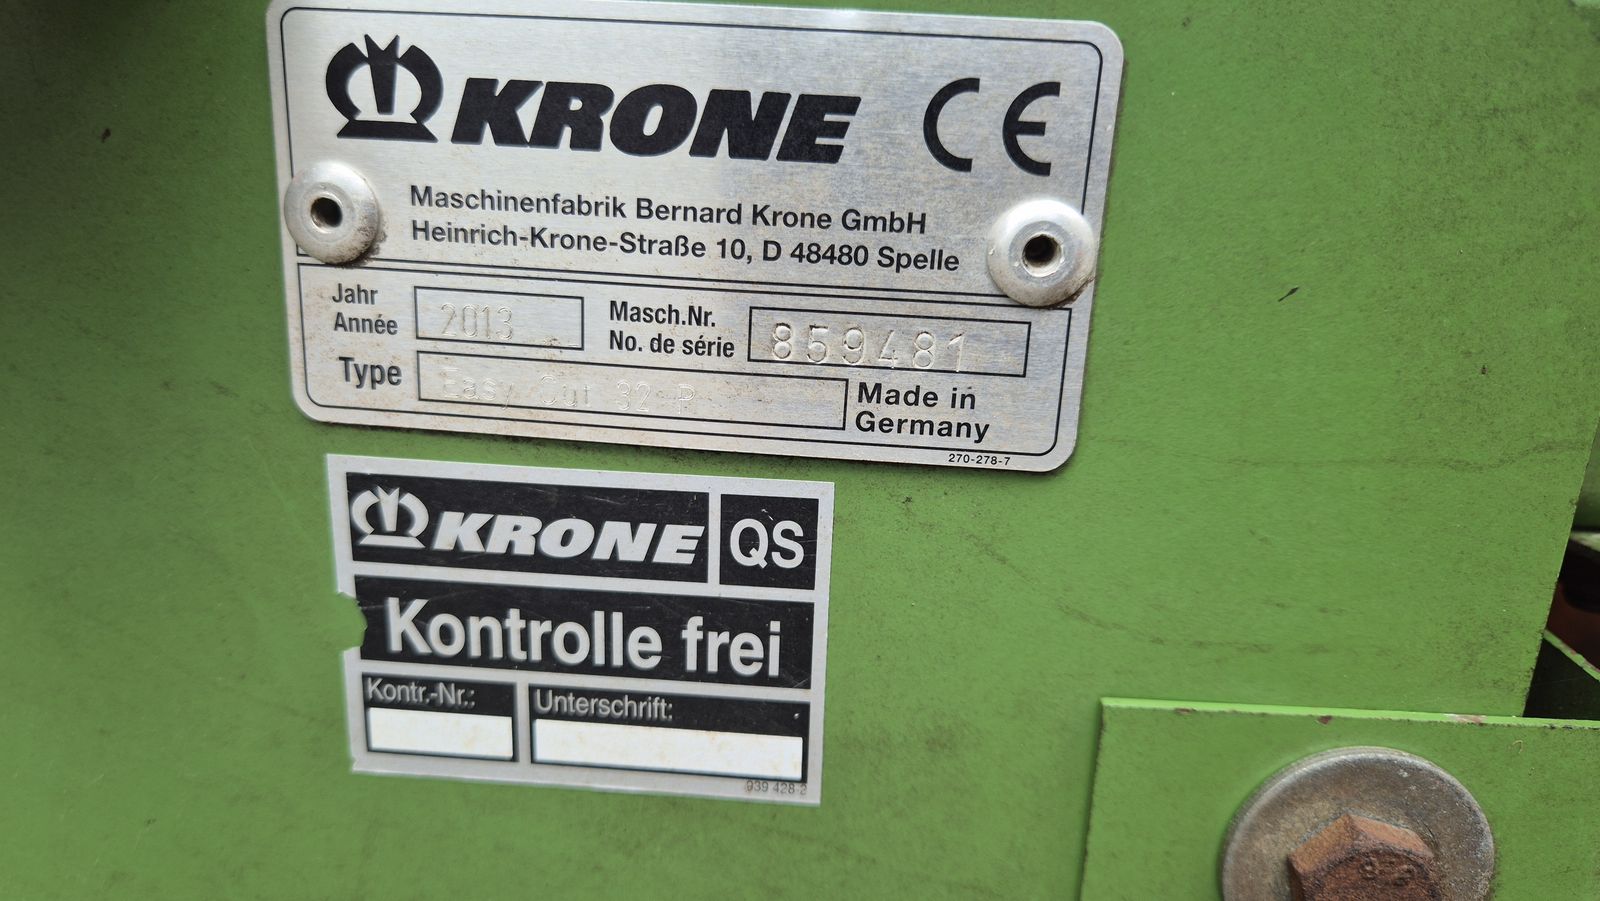 KRONE CE
Maschinenfabrik Bernard Krone GmbH
Heinrich-Krone-Straße 10, D 48480 Spelle
Jahr
Année
2013
Masch.Nr.
No. de série
859481
Type
Easy Cut 32 P
Made in
Germany
270-278-7
KRONE QS
Kontrolle frei
Kontr.-Nr.:
Unterschrift:
939 428-2